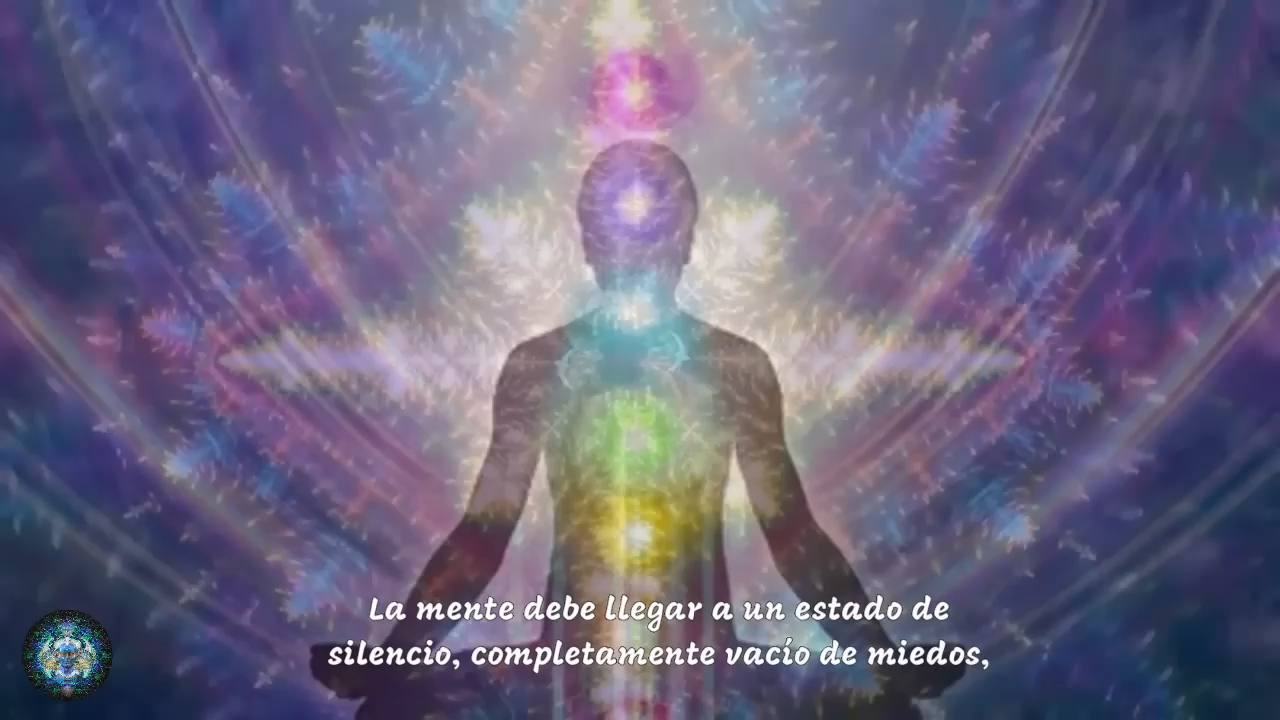 La mente debe llegar a un estado de
silencio, completamente vacío de miedos,